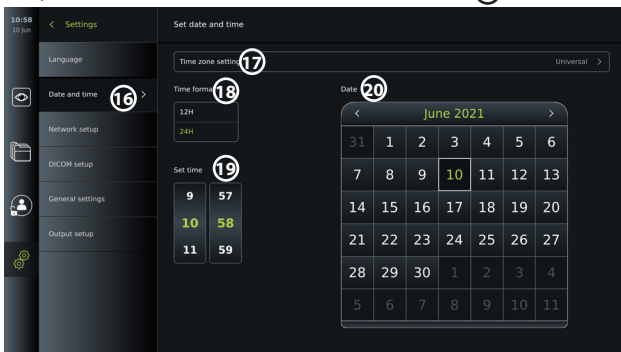 10:58
10 Jun
< Settings
Set date and time
Language
Date and time 16 >
Network setup
DICOM setup
General settings
Output setup
Time zone setting 17 Universal >
Time forma 18
12H
24H
Set time 19
9 57
10 58
11 59
Date 20
< June 2021 >
31 1 2 3 4 5 6
7 8 9 10 11 12 13
14 15 16 17 18 19 20
21 22 23 24 25 26 27
28 29 30 1 2 3 4
5 6 7 8 9 10 11